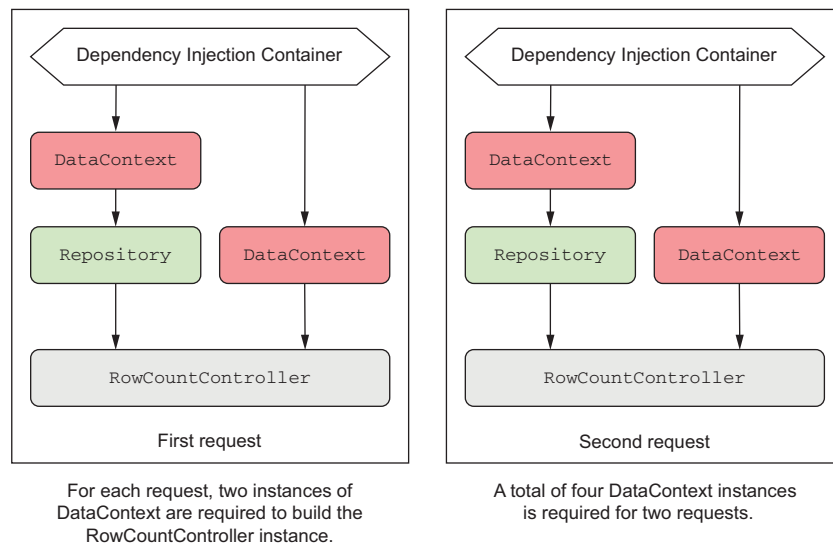 Dependency Injection Container
DataContext
Repository
DataContext
RowCountController
First request
For each request, two instances of
DataContext are required to build the
RowCountController instance.
Dependency Injection Container
DataContext
Repository
DataContext
RowCountController
Second request
A total of four DataContext instances
is required for two requests.